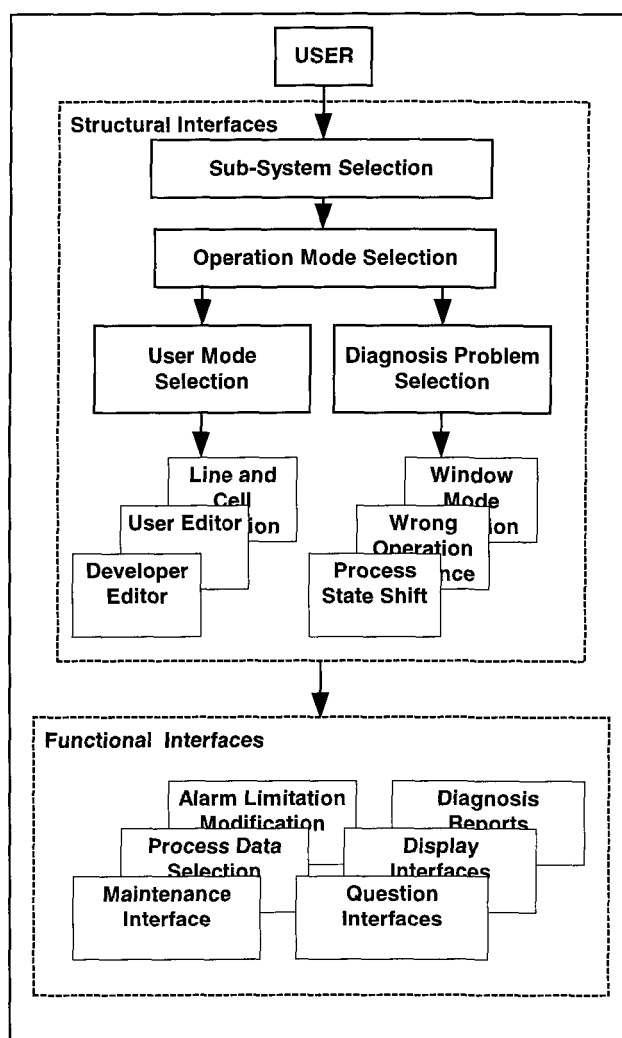 USER
Structural Interfaces
Sub-System Selection
Operation Mode Selection
User Mode
Selection
Diagnosis Problem
Selection
Line and
Cell
User Editor
Developer
Editor
Window
Mode
Wrong
Operation
Process
State Shift
Functional Interfaces
Alarm Limitation
Modification
Process Data
Selection
Maintenance
Interface
Diagnosis
Reports
Display
Interfaces
Question
Interfaces